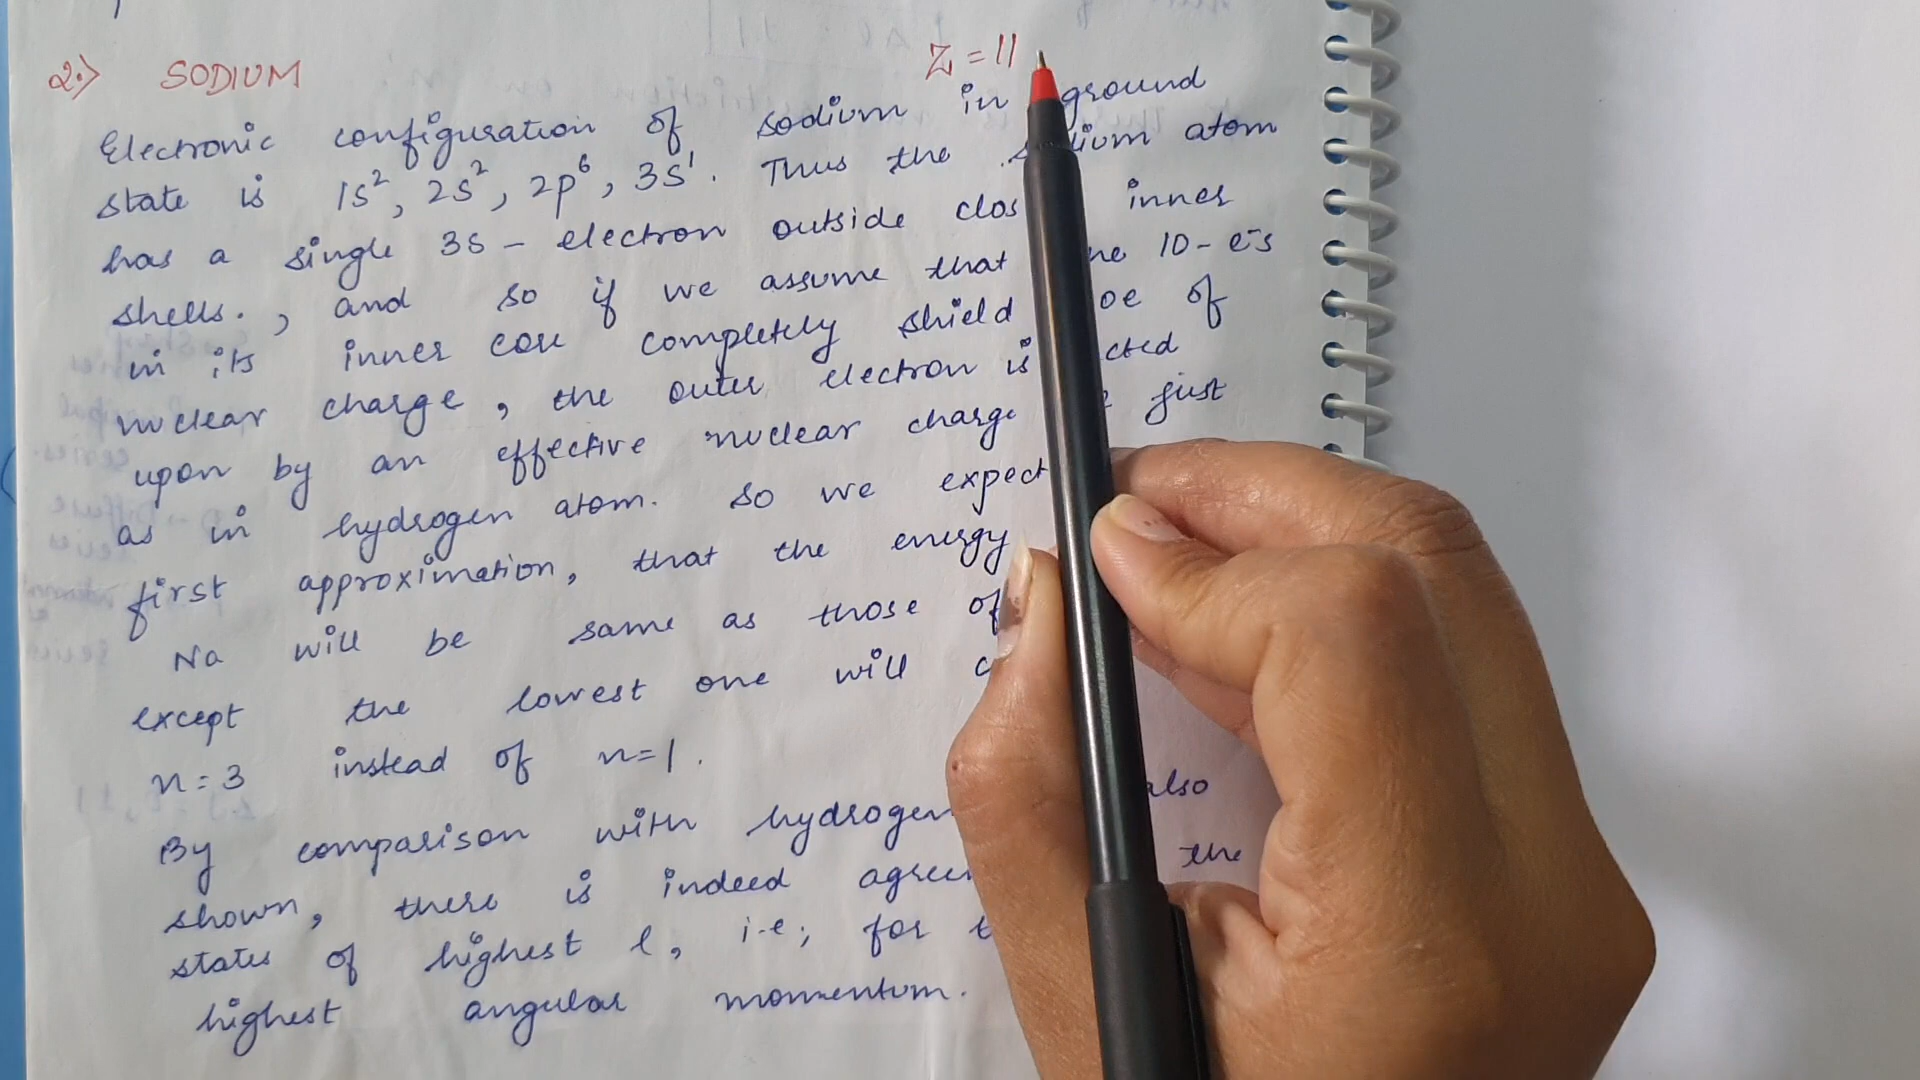 2.) SODIUM Z = 11
Electronic configuration of sodium in ground
state is 1s², 2s², 2p⁶, 3s¹. Thus the sodium atom
has a single 3s - electron outside clos inner
shells., and so if we assume that 10 - e⁻s
in its inner core completely shield of
nuclear charge, the outer electron is cted
upon by an effective nuclear charge just
as in hydrogen atom. so we expect
first approximation, that the energy
Na will be same as those of
except the lowest one will
n = 3 instead of n = 1.
By comparison with hydrogen also
shown, there is indeed agree the
states of highest l, i.e; for
highest angular momentum.